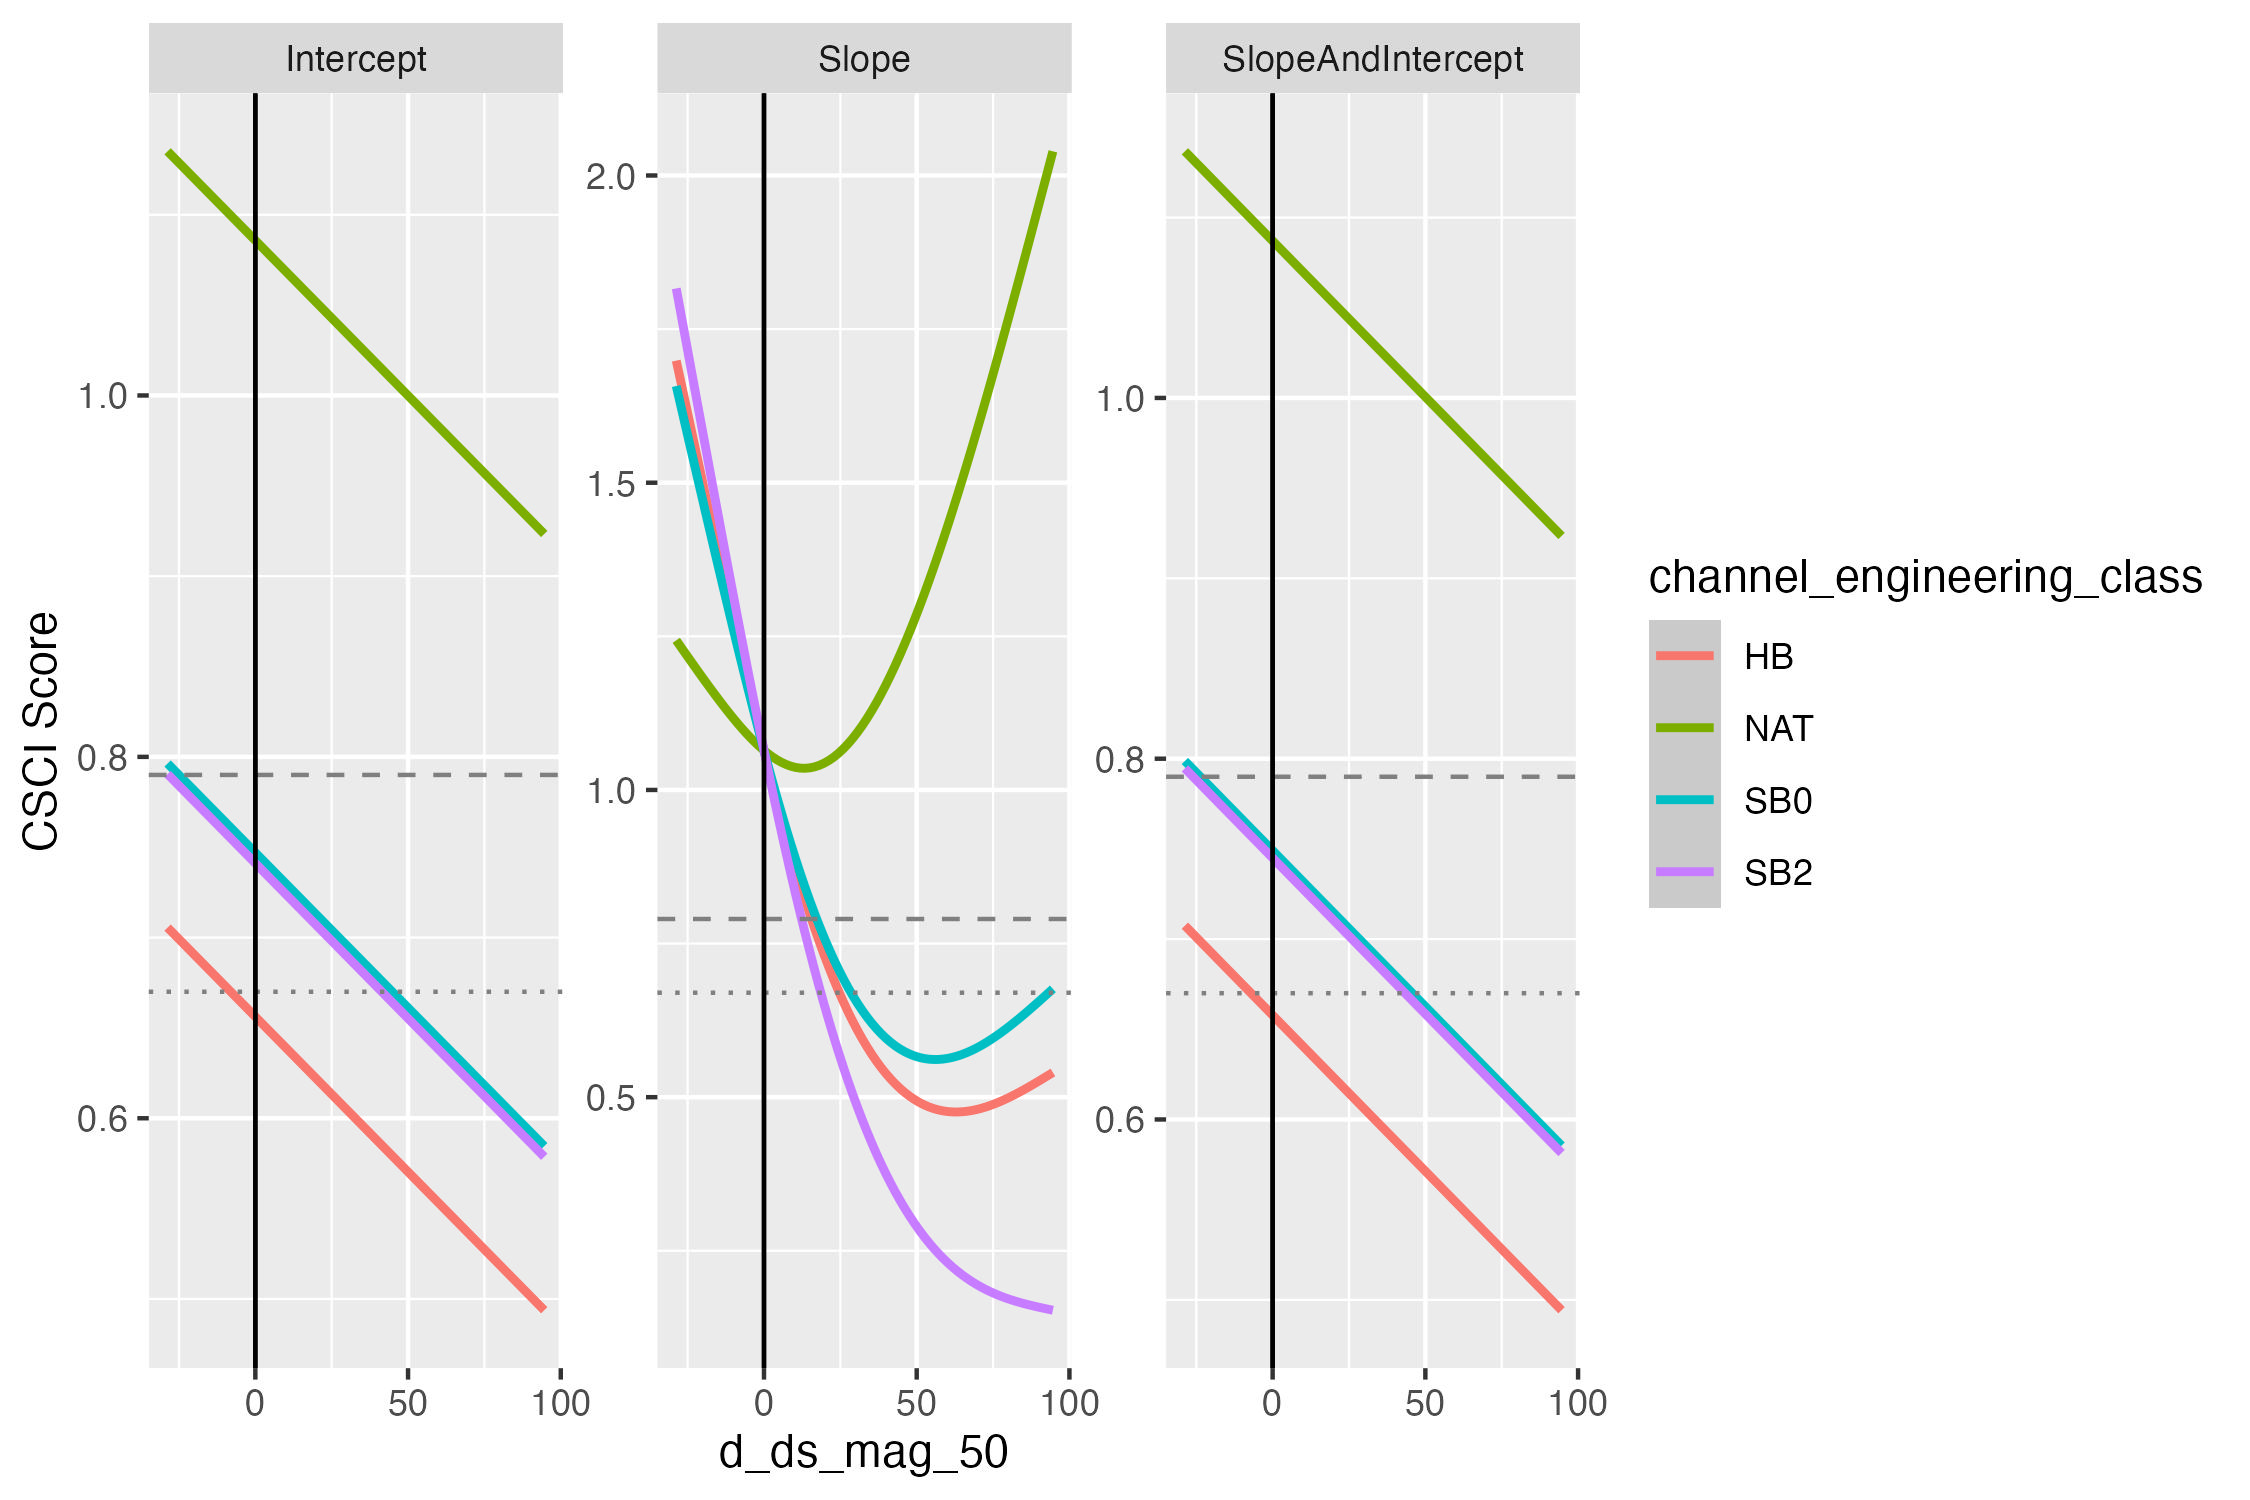 Intercept
Slope
SlopeAndIntercept
CSCI Score
1.0
0.8
0.6
2.0
1.5
1.0
0.5
1.0
0.8
0.6
0 50 100
0 50 100
0 50 100
d_ds_mag_50
channel_engineering_class
HB
NAT
SB0
SB2